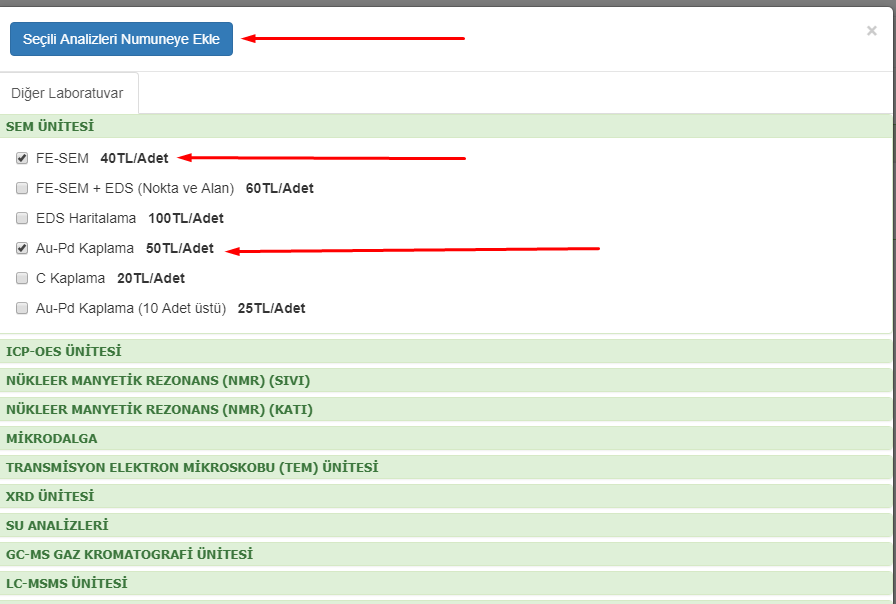 Seçili Analizleri Numuneye Ekle
×
Diğer Laboratuvar
SEM ÜNİTESİ
FE-SEM 40TL/Adet
FE-SEM + EDS (Nokta ve Alan) 60TL/Adet
EDS Haritalama 100TL/Adet
Au-Pd Kaplama 50TL/Adet
C Kaplama 20TL/Adet
Au-Pd Kaplama (10 Adet üstü) 25TL/Adet
ICP-OES ÜNİTESİ
NÜKLEER MANYETİK REZONANS (NMR) (SIVI)
NÜKLEER MANYETİK REZONANS (NMR) (KATI)
MİKRODALGA
TRANSMİSYON ELEKTRON MİKROSKOBU (TEM) ÜNİTESİ
XRD ÜNİTESİ
SU ANALİZLERİ
GC-MS GAZ KROMATOGRAFİ ÜNİTESİ
LC-MSMS ÜNİTESİ